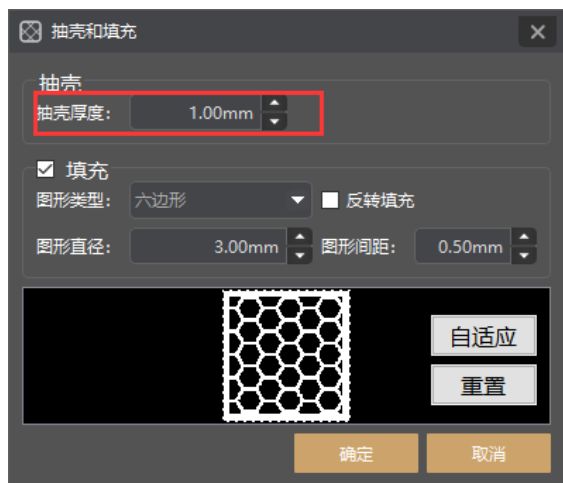 抽壳和填充
抽壳
抽壳厚度： 1.00mm
填充
图形类型： 六边形 反转填充
图形直径： 3.00mm 图形间距： 0.50mm
自适应
重置
确定 取消